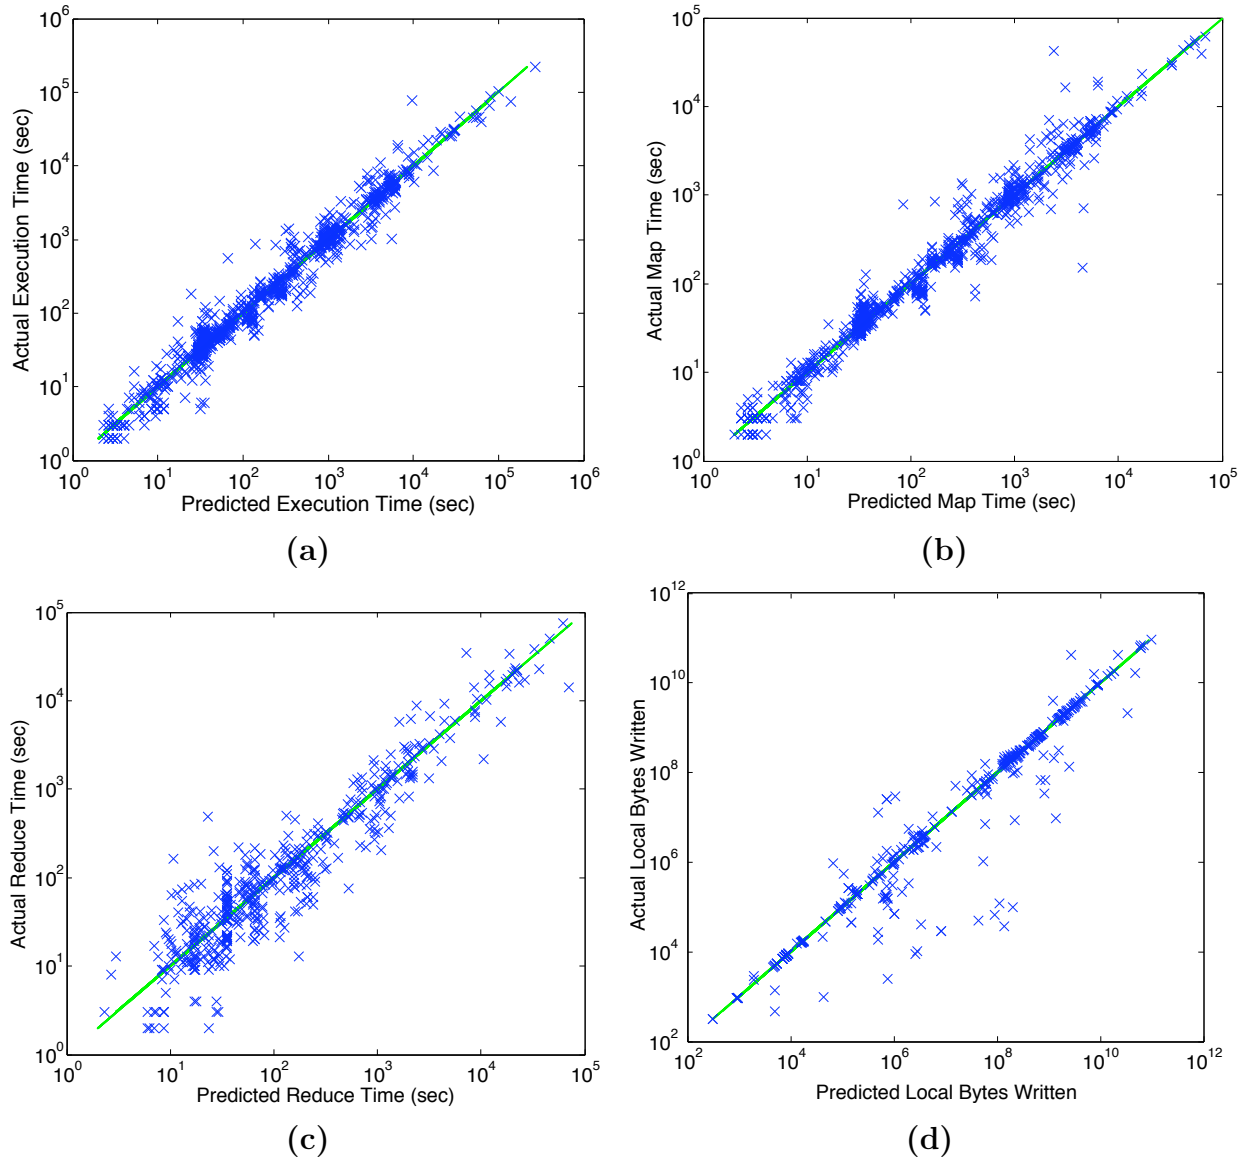 10^6
10^5
10^4
10^3
10^2
10^1
10^0
Actual Execution Time (sec)
10^0 10^1 10^2 10^3 10^4 10^5 10^6
Predicted Execution Time (sec)
(a)
10^5
10^4
10^3
10^2
10^1
10^0
Actual Map Time (sec)
10^0 10^1 10^2 10^3 10^4 10^5
Predicted Map Time (sec)
(b)
10^5
10^4
10^3
10^2
10^1
10^0
Actual Reduce Time (sec)
10^0 10^1 10^2 10^3 10^4 10^5
Predicted Reduce Time (sec)
(c)
10^12
10^10
10^8
10^6
10^4
10^2
Actual Local Bytes Written
10^2 10^4 10^6 10^8 10^10 10^12
Predicted Local Bytes Written
(d)